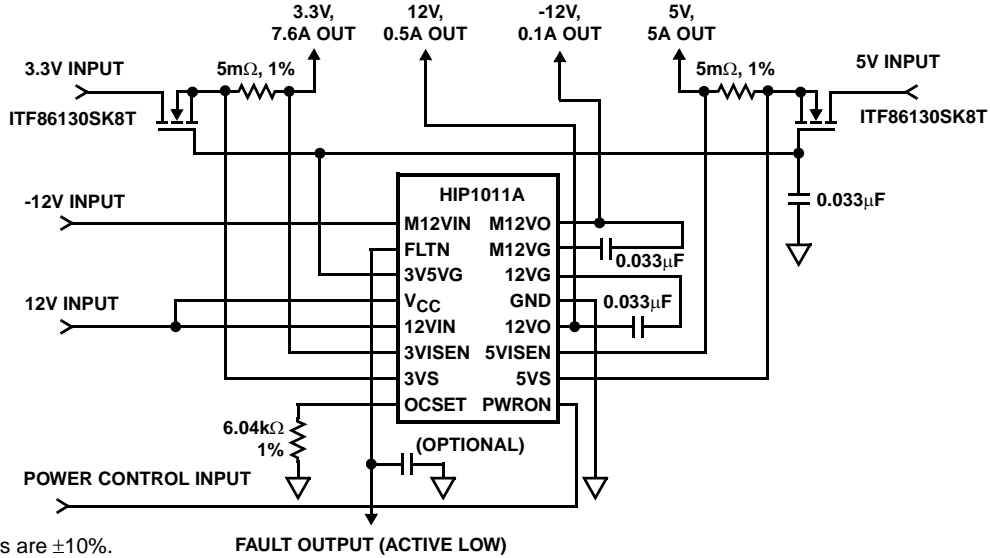 3.3V,
7.6A OUT
12V,
0.5A OUT
-12V,
0.1A OUT
5V,
5A OUT
3.3V INPUT
5mΩ, 1%
5mΩ, 1%
5V INPUT
ITF86130SK8T
ITF86130SK8T
HIP1011A
0.033µF
-12V INPUT
M12VIN
M12VO
FLTN
M12VG
0.033µF
3V5VG
12VG
12V INPUT
VCC
GND
0.033µF
12VIN
12VO
3VISEN
5VISEN
3VS
5VS
OCSET
PWRON
6.04kΩ
1%
(OPTIONAL)
POWER CONTROL INPUT
s are ±10%.
FAULT OUTPUT (ACTIVE LOW)